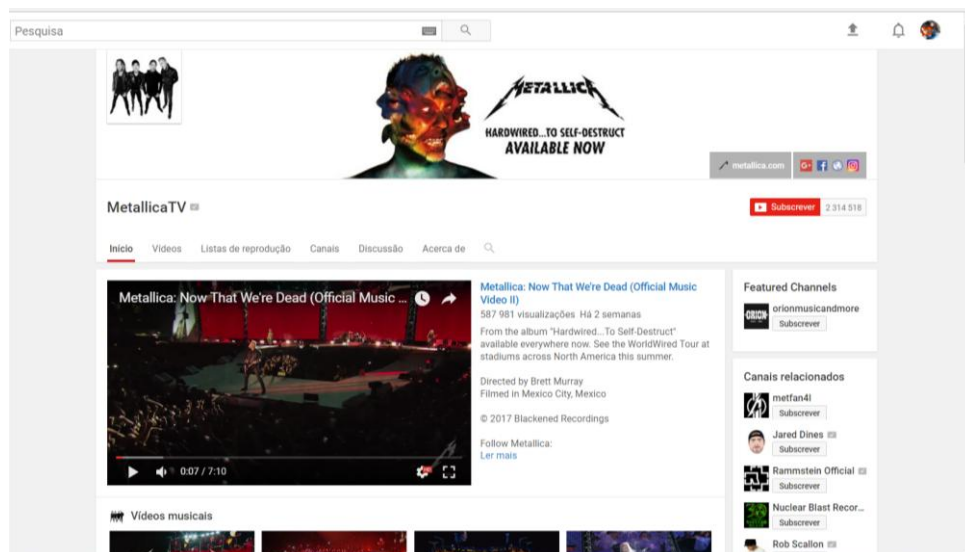 Pesquisa
METALLICA
HARDWIRED...TO SELF-DESTRUCT
AVAILABLE NOW
metallica.com
MetallicaTV
Subscrever 2 314 518
Início Vídeos Listas de reprodução Canais Discussão Acerca de
Metallica: Now That We're Dead (Official Music ...
0:07 / 7:10
Metallica: Now That We're Dead (Official Music
Video II)
587 981 visualizações Há 2 semanas
From the album "Hardwired...To Self-Destruct"
available everywhere now. See the WorldWired Tour at
stadiums across North America this summer.
Directed by Brett Murray
Filmed in Mexico City, Mexico
© 2017 Blackened Recordings
Follow Metallica:
Ler mais
Vídeos musicais
Featured Channels
ORION
orionmusicandmore
Subscrever
Canais relacionados
metfan4l
Subscrever
Jared Dines
Subscrever
Rammstein Official
Subscrever
Nuclear Blast Recor...
Subscrever
Rob Scallon